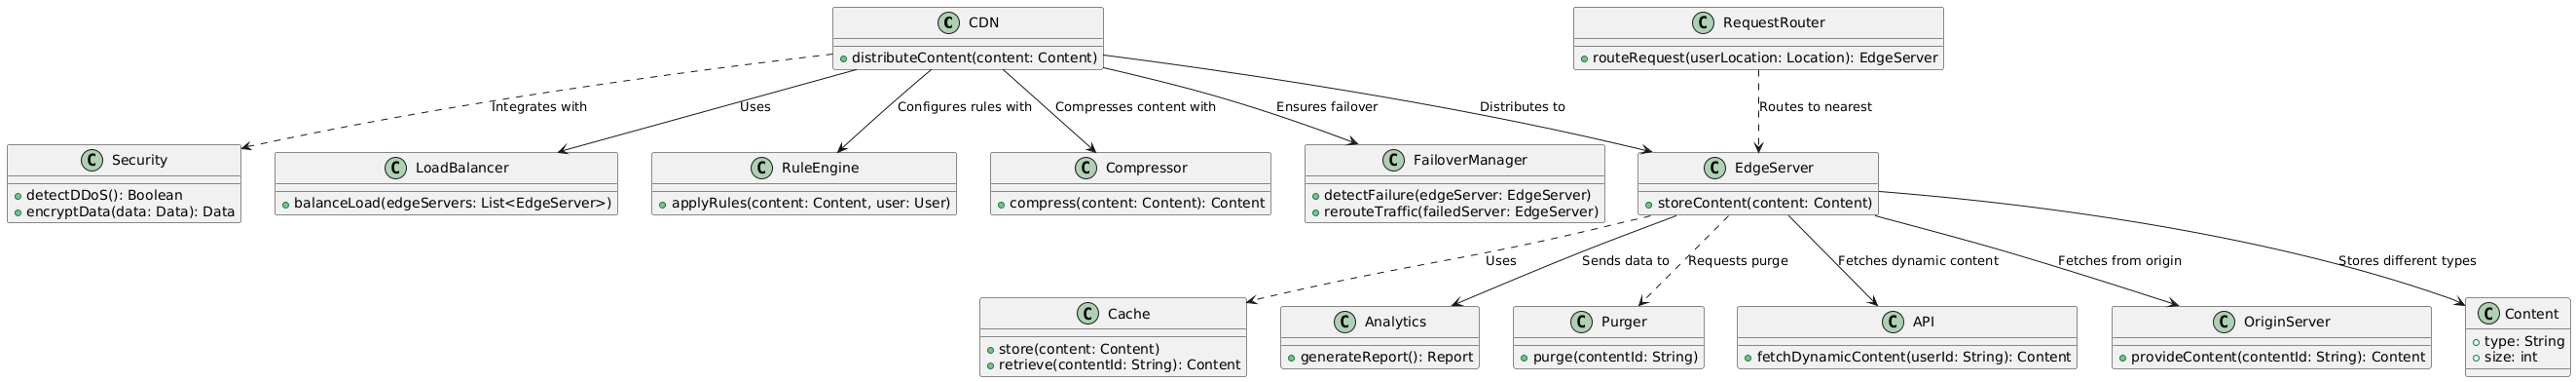 C CDN
distributeContent(content: Content)
C RequestRouter
routeRequest(userLocation: Location): EdgeServer
Integrates with
Uses
Configures rules with
Compresses content with
Ensures failover
Distributes to
Routes to nearest
C Security
detectDDoS(): Boolean
encryptData(data: Data): Data
C LoadBalancer
balanceLoad(edgeServers: List<EdgeServer>)
C RuleEngine
applyRules(content: Content, user: User)
C Compressor
compress(content: Content): Content
C FailoverManager
detectFailure(edgeServer: EdgeServer)
rerouteTraffic(failedServer: EdgeServer)
C EdgeServer
storeContent(content: Content)
Uses
Sends data to
Requests purge
Fetches dynamic content
Fetches from origin
Stores different types
C Cache
store(content: Content)
retrieve(contentId: String): Content
C Analytics
generateReport(): Report
C Purger
purge(contentId: String)
C API
fetchDynamicContent(userId: String): Content
C OriginServer
provideContent(contentId: String): Content
C Content
type: String
size: int